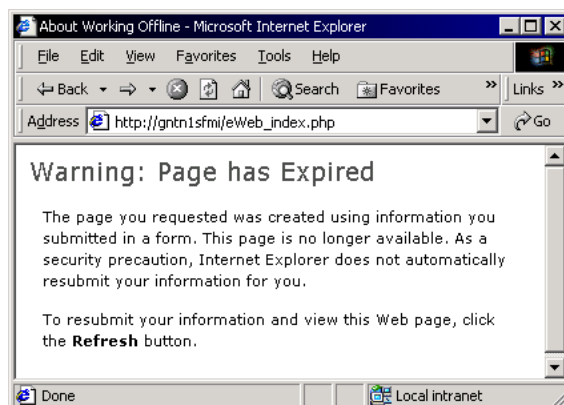 About Working Offline - Microsoft Internet Explorer
File Edit View Favorites Tools Help
Back Search Favorites » Links »
Address http://gntn1sfmi/eWeb_index.php Go
Warning: Page has Expired
The page you requested was created using information you
submitted in a form. This page is no longer available. As a
security precaution, Internet Explorer does not automatically
resubmit your information for you.
To resubmit your information and view this Web page, click
the Refresh button.
Done Local intranet